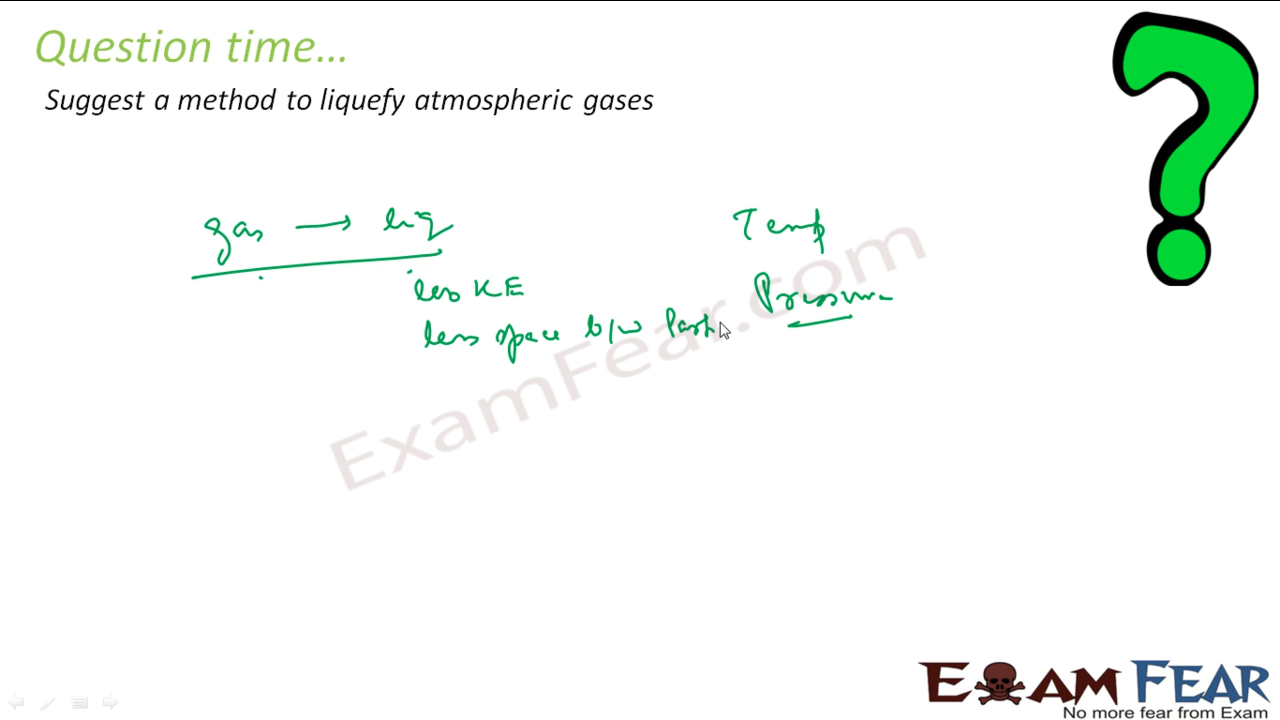 Question time...
Suggest a method to liquefy atmospheric gases
gas → liq
Temp
less KE
Pressure
less space b/w Part
ExamFear.com
EXAM FEAR
No more fear from Exam